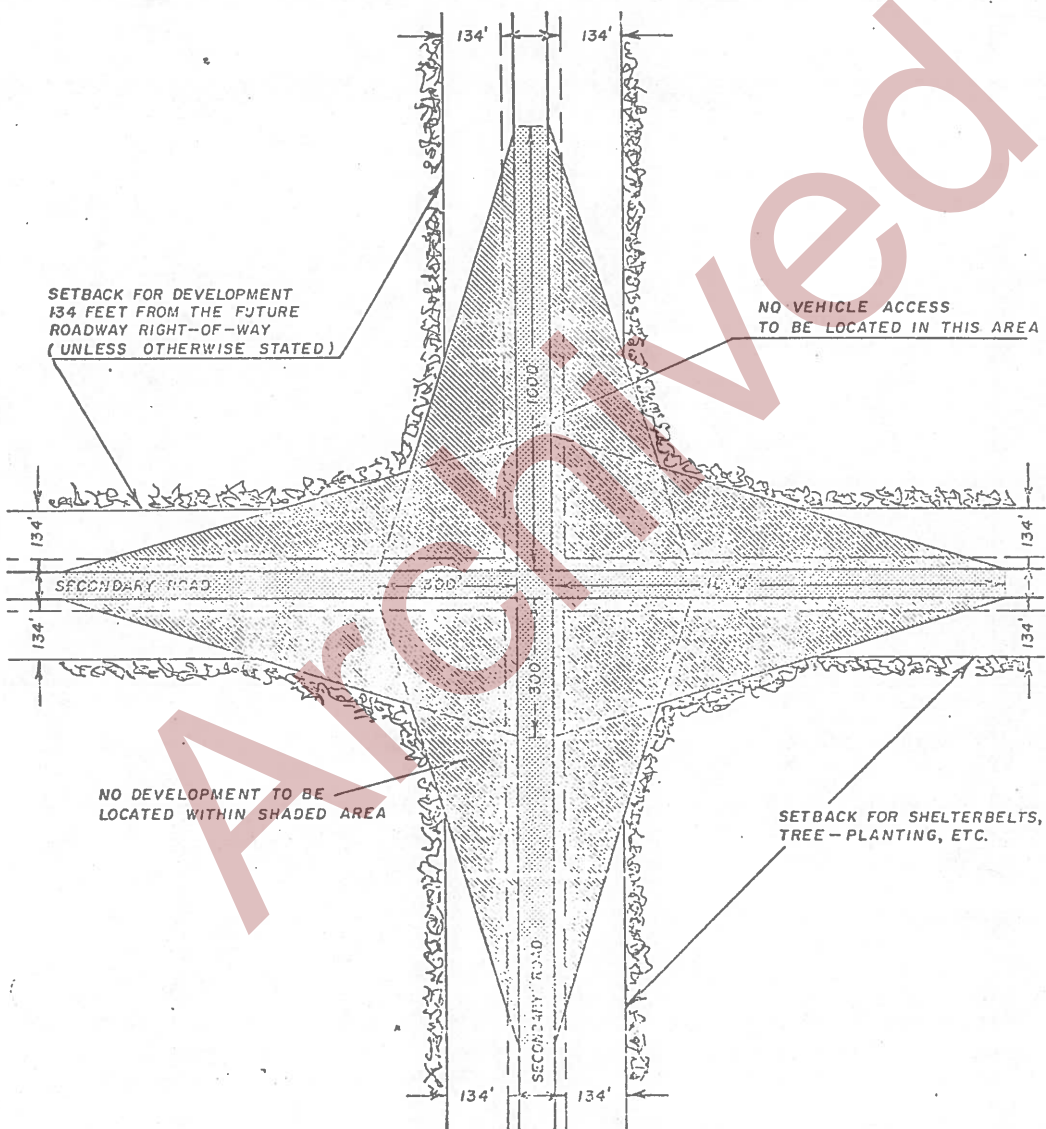 134'
134'
SETBACK FOR DEVELOPMENT
134 FEET FROM THE FUTURE
ROADWAY RIGHT-OF-WAY
(UNLESS OTHERWISE STATED)
NO VEHICLE ACCESS
TO BE LOCATED IN THIS AREA
1000'
134'
134'
SECONDARY ROAD
300'
134'
134'
300'
NO DEVELOPMENT TO BE
LOCATED WITHIN SHADED AREA
SETBACK FOR SHELTERBELTS,
TREE-PLANTING, ETC.
SECONDARY ROAD
134'
134'
Archived